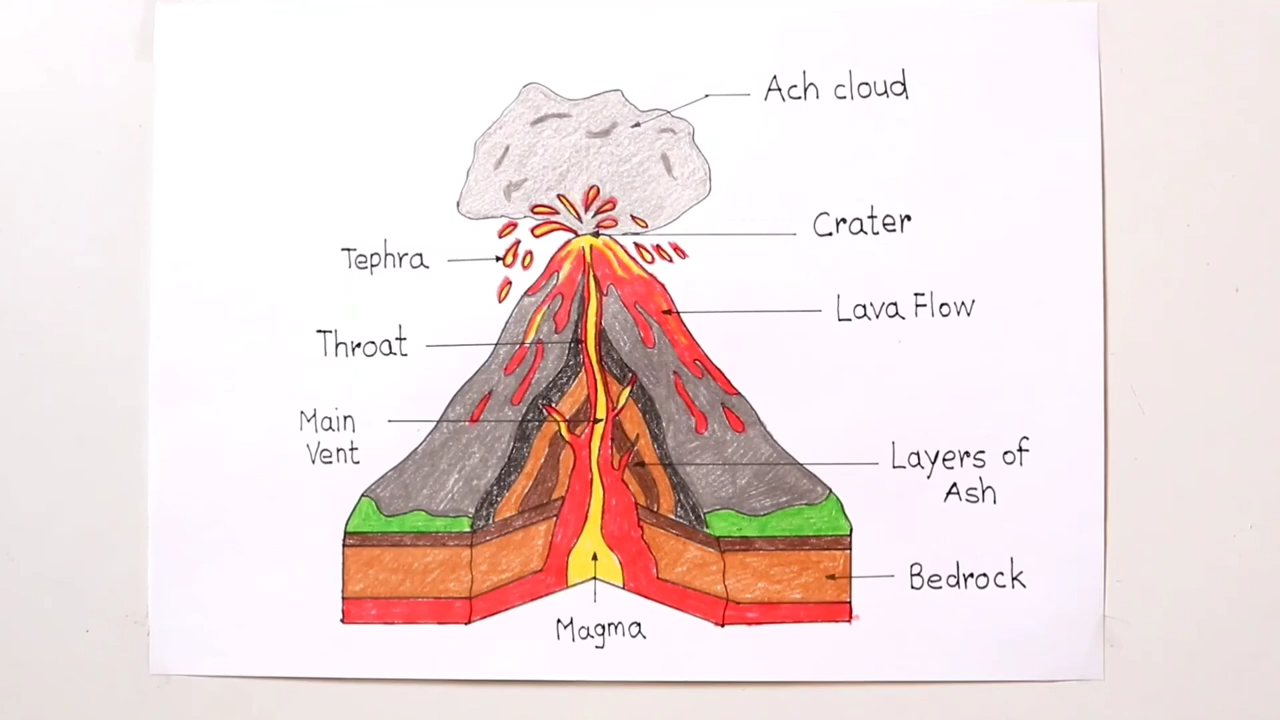 Ach cloud
Crater
Tephra
Lava Flow
Throat
Main
Vent
Layers of
Ash
Bedrock
Magma